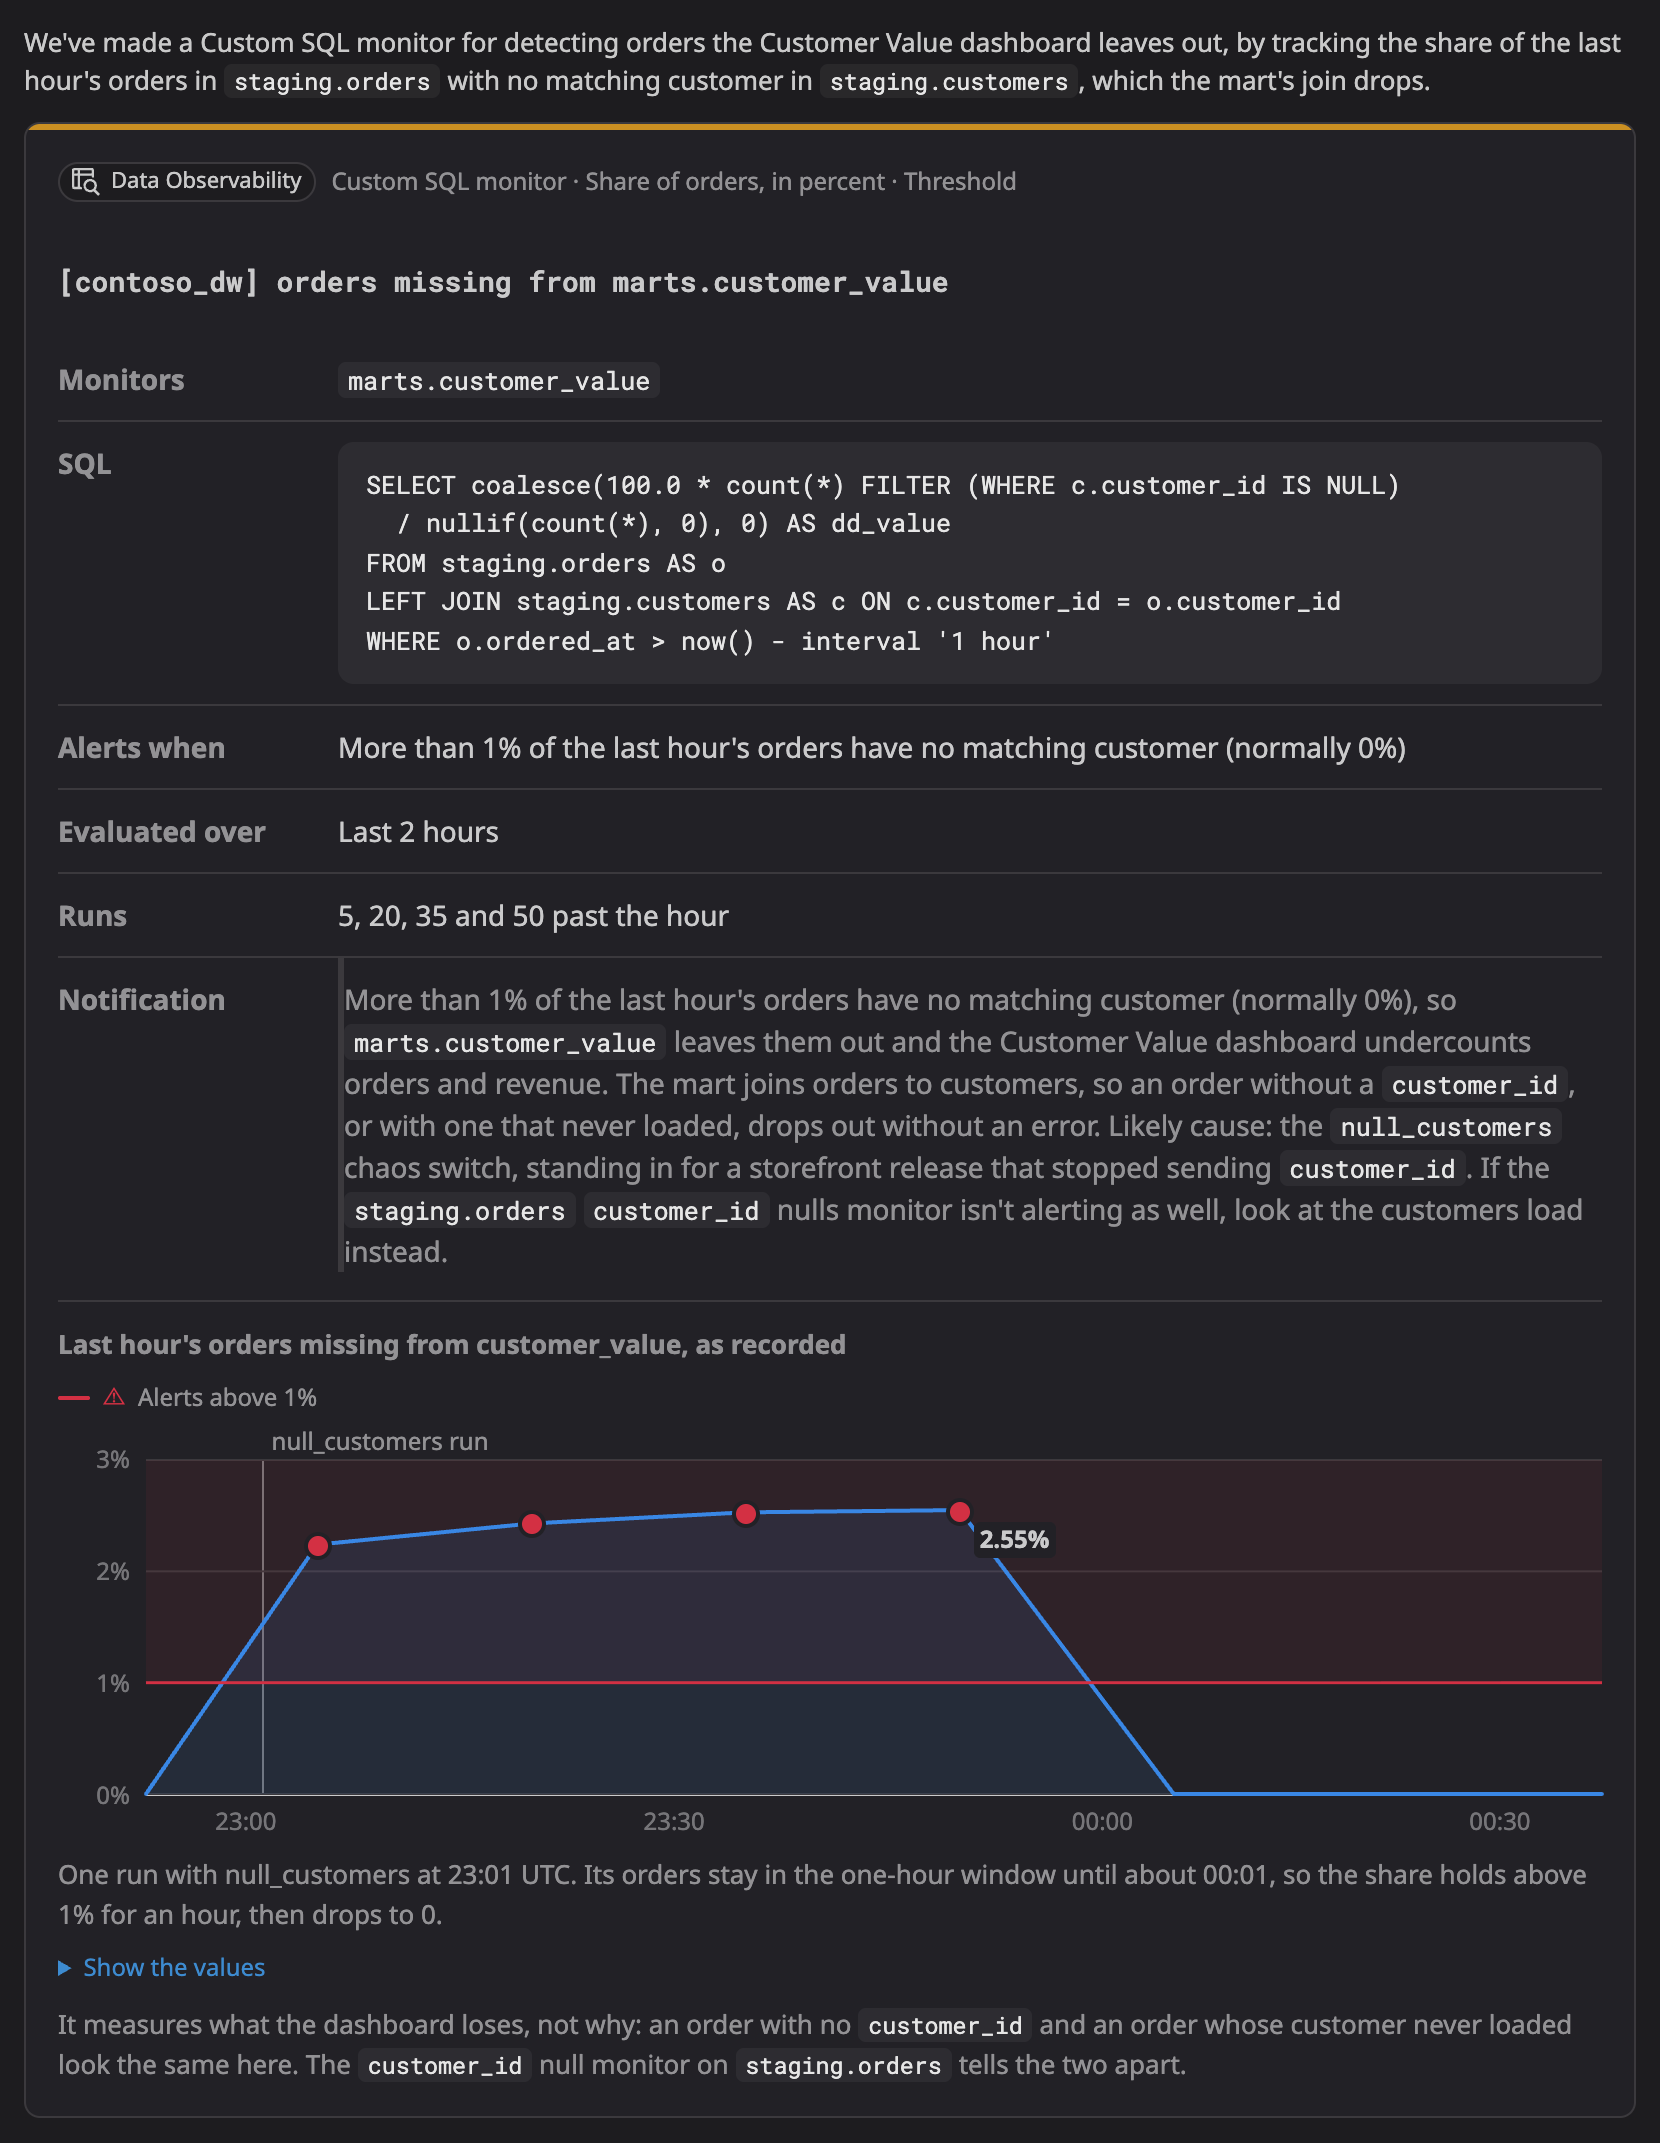 We've made a Custom SQL monitor for detecting orders the Customer Value dashboard leaves out, by tracking the share of the last
hour's orders in staging.orders with no matching customer in staging.customers, which the mart's join drops.
Data Observability Custom SQL monitor · Share of orders, in percent · Threshold
[contoso_dw] orders missing from marts.customer_value
Monitors marts.customer_value
SQL
SELECT coalesce(100.0 * count(*) FILTER (WHERE c.customer_id IS NULL)
/ nullif(count(*), 0), 0) AS dd_value
FROM staging.orders AS o
LEFT JOIN staging.customers AS c ON c.customer_id = o.customer_id
WHERE o.ordered_at > now() - interval '1 hour'
Alerts when More than 1% of the last hour's orders have no matching customer (normally 0%)
Evaluated over Last 2 hours
Runs 5, 20, 35 and 50 past the hour
Notification More than 1% of the last hour's orders have no matching customer (normally 0%), so
marts.customer_value leaves them out and the Customer Value dashboard undercounts
orders and revenue. The mart joins orders to customers, so an order without a customer_id,
or with one that never loaded, drops out without an error. Likely cause: the null_customers
chaos switch, standing in for a storefront release that stopped sending customer_id. If the
staging.orders customer_id nulls monitor isn't alerting as well, look at the customers load
instead.
Last hour's orders missing from customer_value, as recorded
Alerts above 1%
null_customers run
3%
2.55%
2%
1%
0%
23:00 23:30 00:00 00:30
One run with null_customers at 23:01 UTC. Its orders stay in the one-hour window until about 00:01, so the share holds above
1% for an hour, then drops to 0.
Show the values
It measures what the dashboard loses, not why: an order with no customer_id and an order whose customer never loaded
look the same here. The customer_id null monitor on staging.orders tells the two apart.